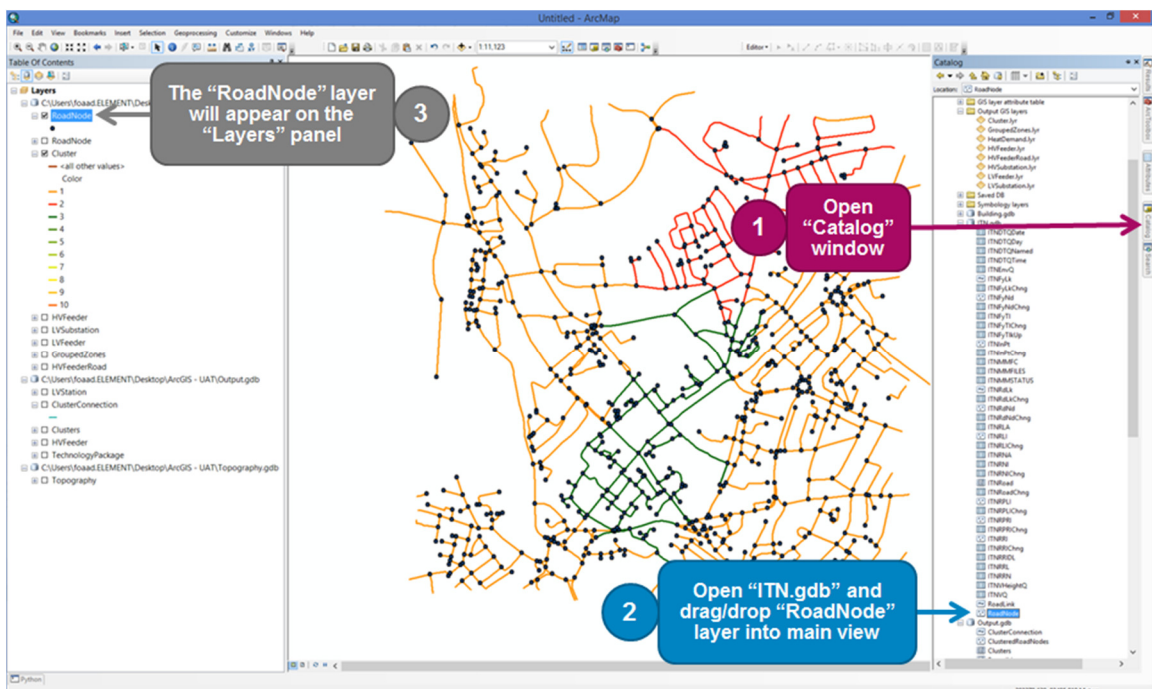 Untitled - ArcMap
File Edit View Bookmarks Insert Selection Geoprocessing Customize Windows Help
1:11,123
Editor
Table Of Contents
Layers
C:\Users\foaad.ELEMENT\Desktop
RoadNode
RoadNode
Cluster
<all other values>
Color
1
2
3
4
5
6
7
8
9
10
HVFeeder
LVSubstation
LVFeeder
GroupedZones
HVFeederRoad
C:\Users\foaad.ELEMENT\Desktop\ArcGIS - UAT\Output.gdb
LVStation
ClusterConnection
Clusters
HVFeeder
TechnologyPackage
C:\Users\foaad.ELEMENT\Desktop\ArcGIS - UAT\Topography.gdb
Topography
Python
The “RoadNode” layer
will appear on the
“Layers” panel
3
1
Open
“Catalog”
window
2
Open “ITN.gdb” and
drag/drop “RoadNode”
layer into main view
Catalog
Location: RoadNode
GIS layer attribute table
Output GIS layers
Cluster.lyr
GroupedZones.lyr
HeatDemand.lyr
HVFeeder.lyr
HVFeederRoad.lyr
HVSubstation.lyr
LVFeeder.lyr
LVSubstation.lyr
Saved DB
Symbology layers
Building.gdb
ITN.gdb
ITNDTQDate
ITNDTQDay
ITNDTQNamed
ITNDTQTime
ITNEnvQ
ITNFyLk
ITNFyLkChng
ITNFyNd
ITNFyNdChng
ITNFyTI
ITNFyTIChng
ITNFyTlkUp
ITNInPt
ITNInPtChng
ITNMMFC
ITNMMFILES
ITNMMSTATUS
ITNRdLk
ITNRdLkChng
ITNRdNd
ITNRdNdChng
ITNRLA
ITNRLI
ITNRLIChng
ITNRNA
ITNRNI
ITNRNIChng
ITNRoad
ITNRoadChng
ITNRPLI
ITNRPLIChng
ITNRPRI
ITNRPRIChng
ITNRRI
ITNRRIChng
ITNRRIDL
ITNRRL
ITNRRN
ITNVHeightQ
ITNVQ
RoadLink
RoadNode
Output.gdb
ClusterConnection
ClusteredRoadNodes
Clusters
Results
ArcToolbox
Attributes
Catalog
Search